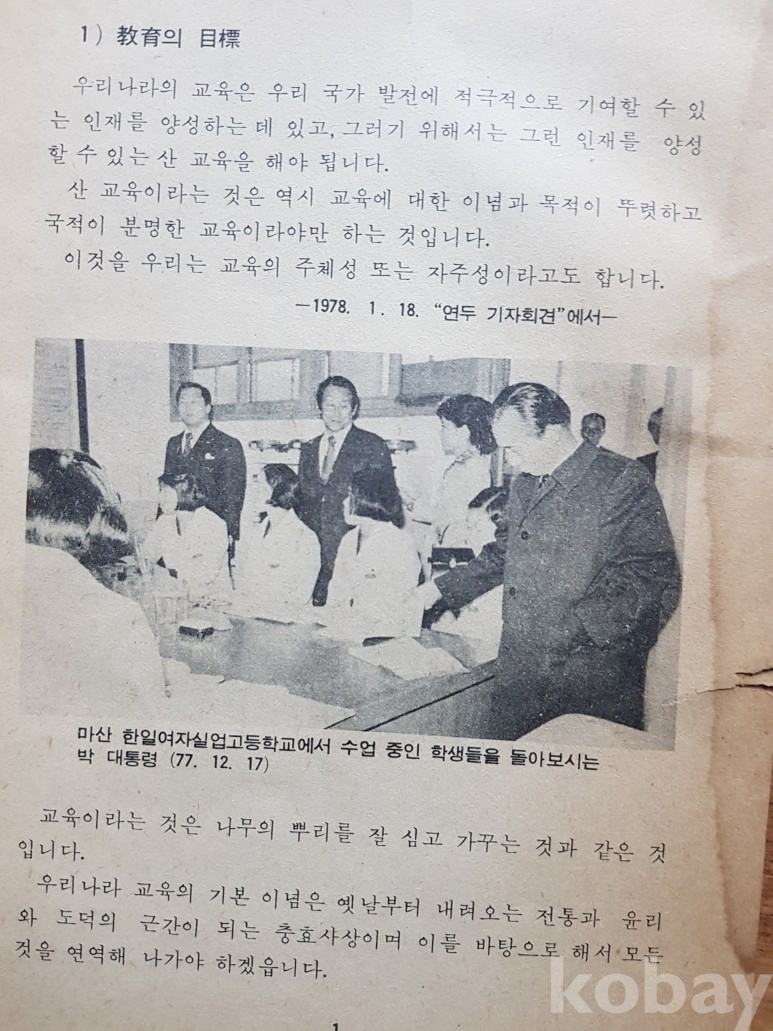 1) 教育의 目標
우리나라의 교육은 우리 국가 발전에 적극적으로 기여할 수 있
는 인재를 양성하는 데 있고, 그러기 위해서는 그런 인재를 양성
할 수 있는 산 교육을 해야 됩니다.
산 교육이라는 것은 역시 교육에 대한 이념과 목적이 뚜렷하고
국적이 분명한 교육이라야만 하는 것입니다.
이것을 우리는 교육의 주체성 또는 자주성이라고도 합니다.
—1978. 1. 18. “연두 기자회견”에서—
마산 한일여자실업고등학교에서 수업 중인 학생들을 돌아보시는
박 대통령 (77. 12. 17)
교육이라는 것은 나무의 뿌리를 잘 심고 가꾸는 것과 같은 것
입니다.
우리나라 교육의 기본 이념은 옛날부터 내려오는 전통과 윤리
와 도덕의 근간이 되는 충효사상이며 이를 바탕으로 해서 모든
것을 연역해 나가야 하겠읍니다.
1
kobay